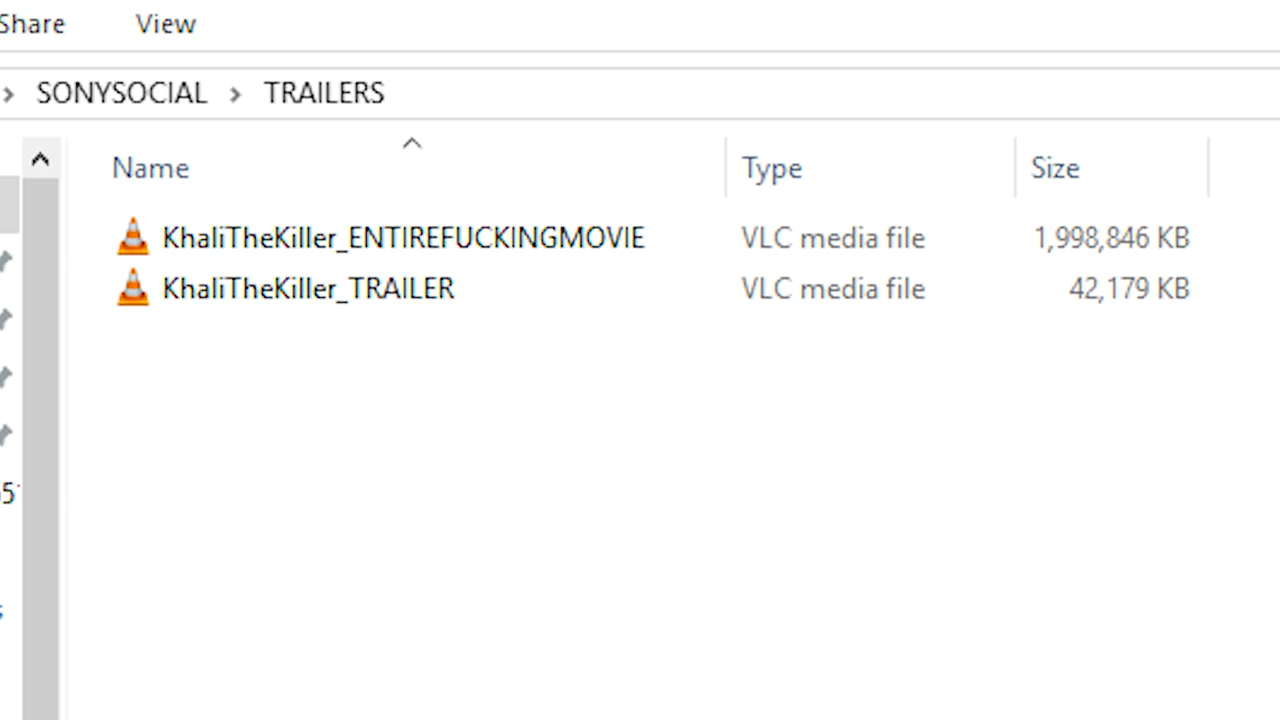 Share View
SONYSOCIAL > TRAILERS
Name Type Size
KhaliTheKiller_ENTIREFUCKINGMOVIE VLC media file 1,998,846 KB
KhaliTheKiller_TRAILER VLC media file 42,179 KB